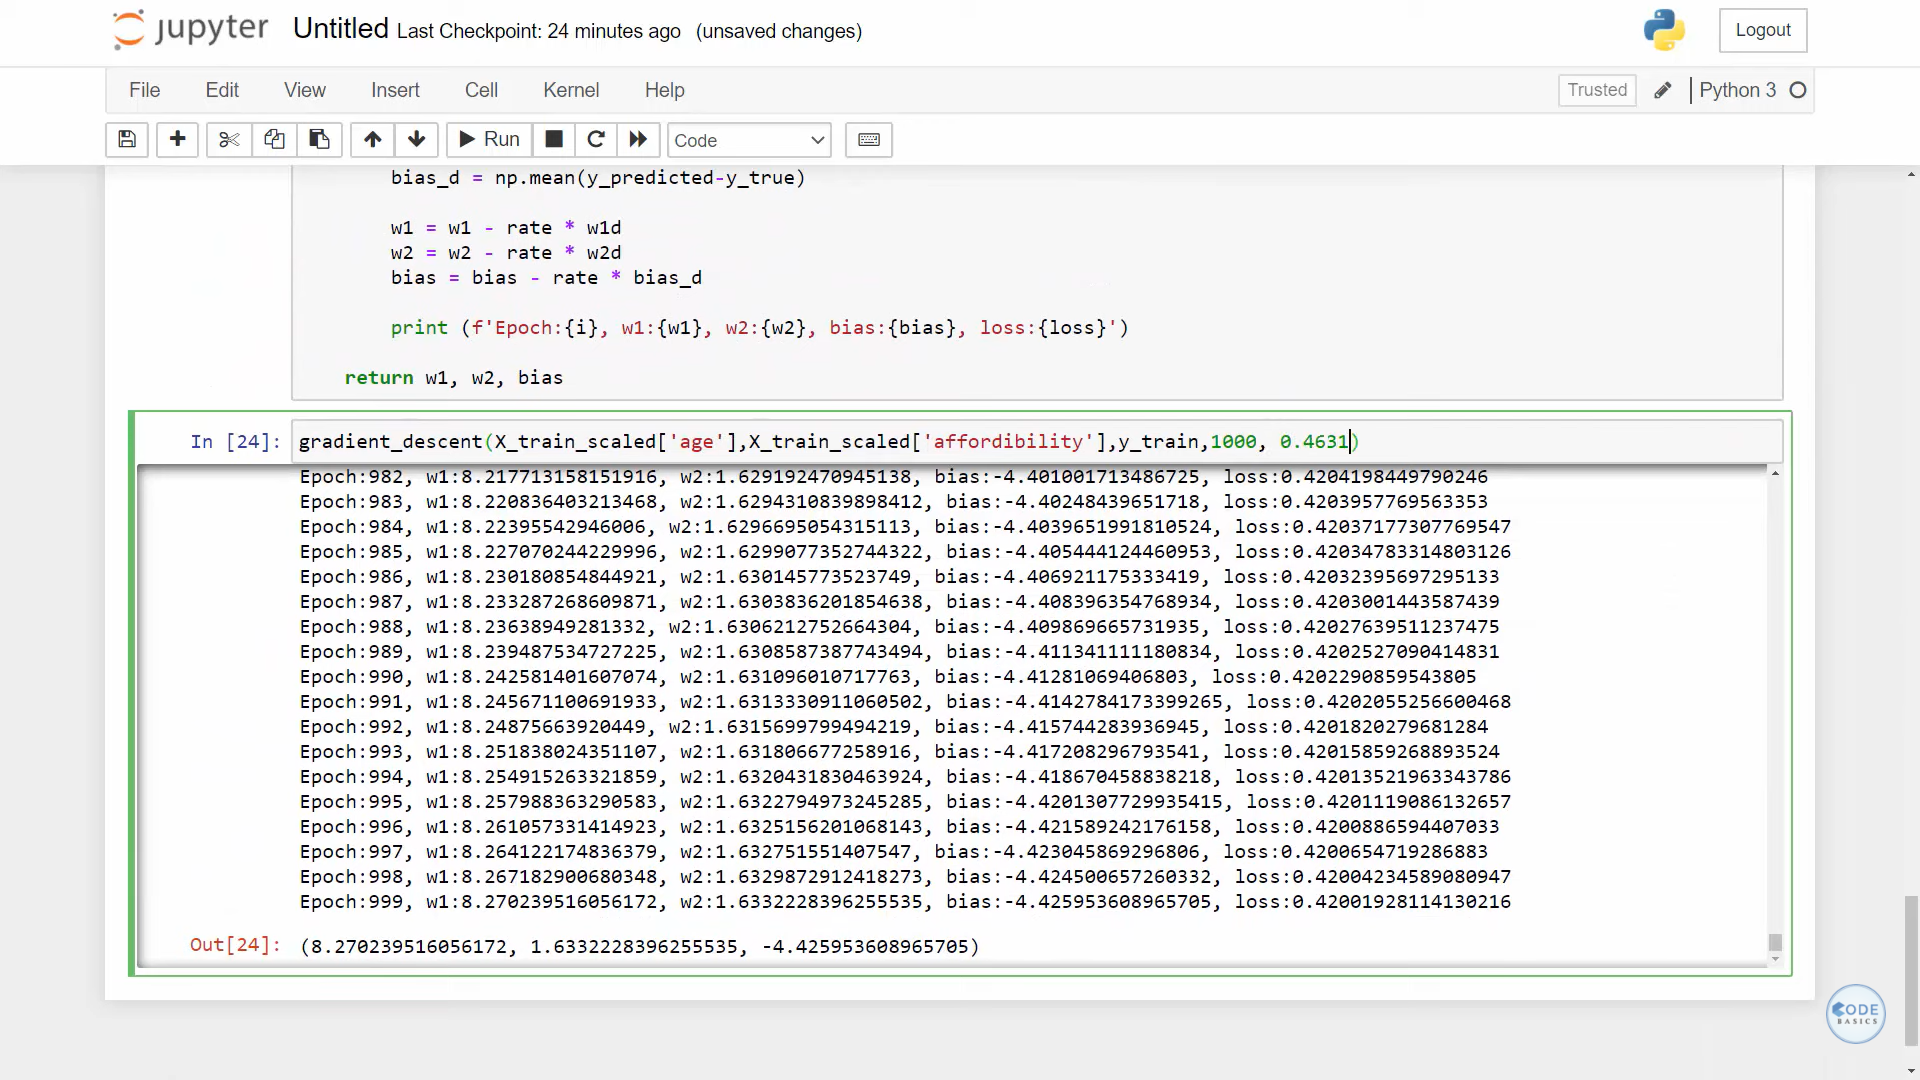 jupyter Untitled Last Checkpoint: 24 minutes ago (unsaved changes) Logout
File Edit View Insert Cell Kernel Help Trusted Python 3
Run Code
bias_d = np.mean(y_predicted-y_true)
w1 = w1 - rate * w1d
w2 = w2 - rate * w2d
bias = bias - rate * bias_d
print (f'Epoch:{i}, w1:{w1}, w2:{w2}, bias:{bias}, loss:{loss}')
return w1, w2, bias
In [24]: gradient_descent(X_train_scaled['age'],X_train_scaled['affordibility'],y_train,1000, 0.4631)
Epoch:982, w1:8.217713158151916, w2:1.629192470945138, bias:-4.401001713486725, loss:0.4204198449790246
Epoch:983, w1:8.220836403213468, w2:1.6294310839898412, bias:-4.40248439651718, loss:0.4203957769563353
Epoch:984, w1:8.22395542946006, w2:1.6296695054315113, bias:-4.4039651991810524, loss:0.42037177307769547
Epoch:985, w1:8.227070244229996, w2:1.6299077352744322, bias:-4.405444124460953, loss:0.42034783314803126
Epoch:986, w1:8.230180854844921, w2:1.630145773523749, bias:-4.406921175333419, loss:0.42032395697295133
Epoch:987, w1:8.233287268609871, w2:1.6303836201854638, bias:-4.408396354768934, loss:0.4203001443587439
Epoch:988, w1:8.23638949281332, w2:1.6306212752664304, bias:-4.409869665731935, loss:0.42027639511237475
Epoch:989, w1:8.239487534727225, w2:1.6308587387743494, bias:-4.411341111180834, loss:0.4202527090414831
Epoch:990, w1:8.242581401607074, w2:1.631096010717763, bias:-4.41281069406803, loss:0.4202290859543805
Epoch:991, w1:8.245671100691933, w2:1.6313330911060502, bias:-4.4142784173399265, loss:0.4202055256600468
Epoch:992, w1:8.24875663920449, w2:1.6315699799494219, bias:-4.415744283936945, loss:0.4201820279681284
Epoch:993, w1:8.251838024351107, w2:1.631806677258916, bias:-4.417208296793541, loss:0.42015859268893524
Epoch:994, w1:8.254915263321859, w2:1.6320431830463924, bias:-4.418670458838218, loss:0.42013521963343786
Epoch:995, w1:8.257988363290583, w2:1.6322794973245285, bias:-4.4201307729935415, loss:0.4201119086132657
Epoch:996, w1:8.261057331414923, w2:1.6325156201068143, bias:-4.421589242176158, loss:0.4200886594407033
Epoch:997, w1:8.264122174836379, w2:1.632751551407547, bias:-4.423045869296806, loss:0.4200654719286883
Epoch:998, w1:8.267182900680348, w2:1.6329872912418273, bias:-4.424500657260332, loss:0.42004234589080947
Epoch:999, w1:8.270239516056172, w2:1.6332228396255535, bias:-4.425953608965705, loss:0.42001928114130216
Out[24]: (8.270239516056172, 1.6332228396255535, -4.425953608965705)
CODE
BASICS